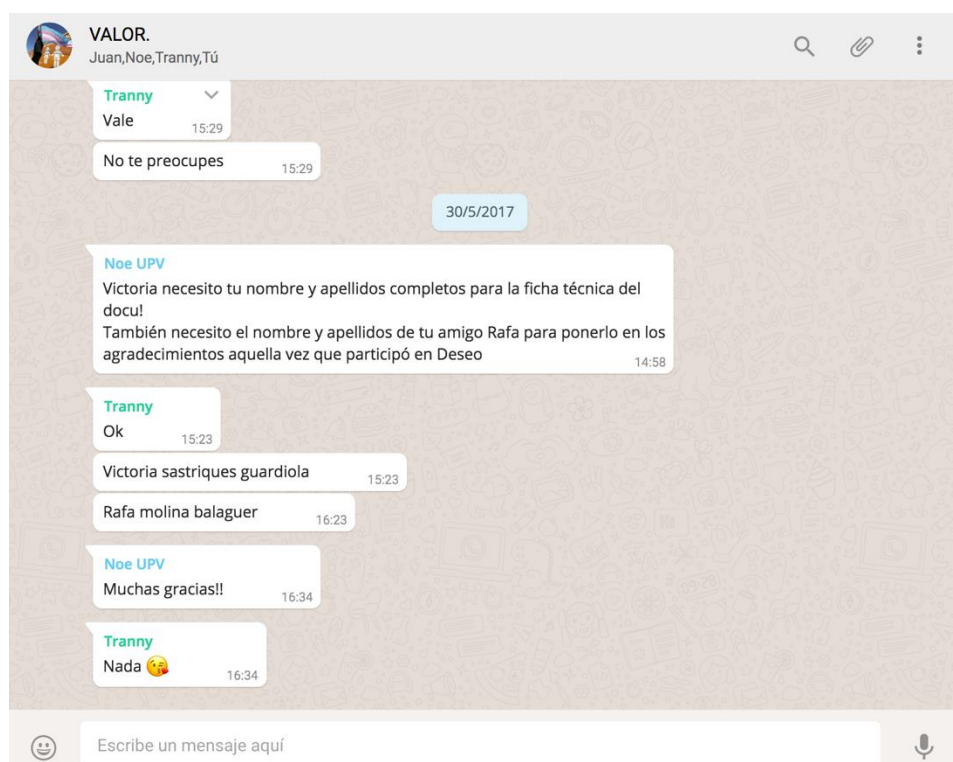 VALOR.
Juan,Noe,Tranny,Tú
Tranny
Vale
15:29
No te preocupes
15:29
30/5/2017
Noe UPV
Victoria necesito tu nombre y apellidos completos para la ficha técnica del
docu!
También necesito el nombre y apellidos de tu amigo Rafa para ponerlo en los
agradecimientos aquella vez que participó en Deseo
14:58
Tranny
Ok
15:23
Victoria sastriques guardiola
15:23
Rafa molina balaguer
16:23
Noe UPV
Muchas gracias!!
16:34
Tranny
Nada 😘
16:34
Escribe un mensaje aquí